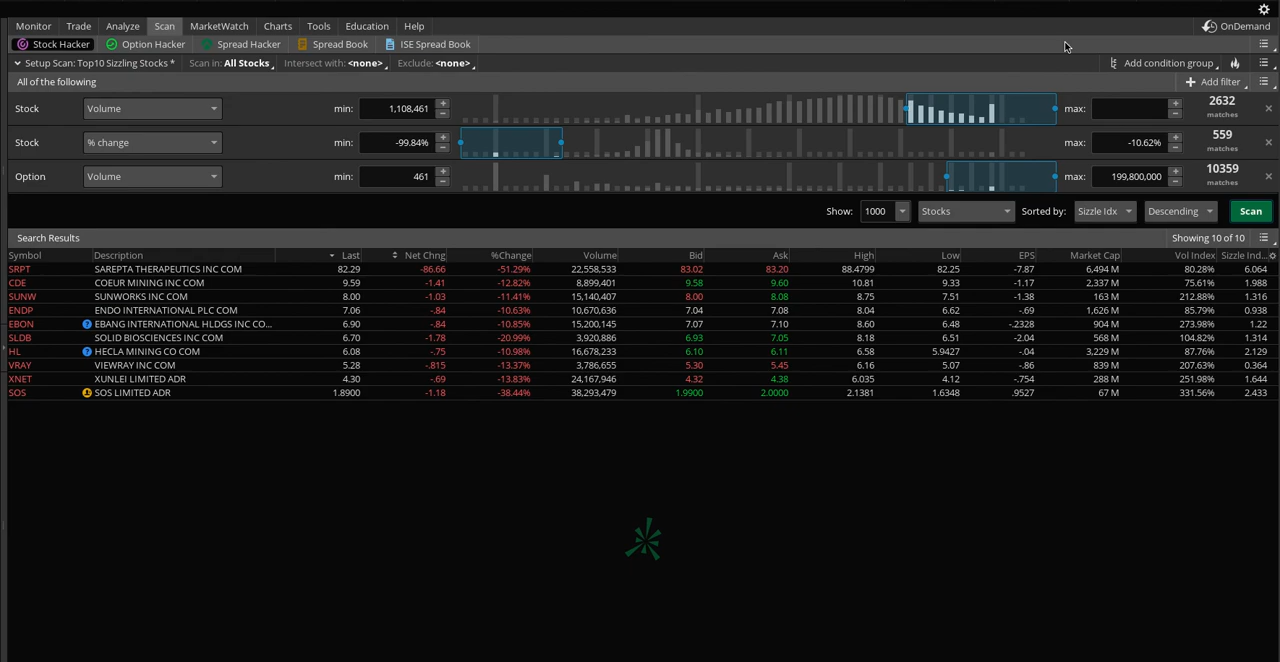 OnDemand
Monitor Trade Analyze Scan MarketWatch Charts Tools Education Help
Stock Hacker Option Hacker Spread Hacker Spread Book ISE Spread Book
Setup Scan: Top10 Sizzling Stocks * Scan in: All Stocks Intersect with: <none> Exclude: <none> Add condition group
All of the following + Add filter
Stock Volume min: 1,108,461 max: 2632 matches
Stock % change min: -99.84% max: -10.62% 559 matches
Option Volume min: 461 max: 199,800,000 10359 matches
Show: 1000 Stocks Sorted by: Sizzle Idx Descending Scan
Search Results Showing 10 of 10
Symbol Description Last Net Chng %Change Volume Bid Ask High Low EPS Market Cap Vol Index Sizzle Ind...
SRPT SAREPTA THERAPEUTICS INC COM 82.29 -86.66 -51.29% 22,558,533 83.02 83.20 88.4799 82.25 -7.87 6,494 M 80.28% 6.064
CDE COEUR MINING INC COM 9.59 -1.41 -12.82% 8,899,401 9.58 9.60 10.81 9.33 -1.17 2,337 M 75.61% 1.988
SUNW SUNWORKS INC COM 8.00 -1.03 -11.41% 15,140,407 8.00 8.08 8.75 7.51 -1.38 163 M 212.88% 1.316
ENDP ENDO INTERNATIONAL PLC COM 7.06 -.84 -10.63% 10,670,636 7.04 7.08 8.04 6.62 -.69 1,626 M 85.79% 0.938
EBON EBANG INTERNATIONAL HLDGS INC CO... 6.90 -.84 -10.85% 15,200,145 7.07 7.10 8.60 6.48 -.2328 904 M 273.98% 1.22
SLDB SOLID BIOSCIENCES INC COM 6.70 -1.78 -20.99% 3,920,886 6.93 7.05 8.18 6.51 -2.04 568 M 104.82% 1.314
HL HECLA MINING CO COM 6.08 -.75 -10.98% 16,678,233 6.10 6.11 6.58 5.9427 -.04 3,229 M 87.76% 2.129
VRAY VIEWRAY INC COM 5.28 -.815 -13.37% 3,786,655 5.30 5.45 6.16 5.07 -.86 839 M 207.63% 0.364
XNET XUNLEI LIMITED ADR 4.30 -.69 -13.83% 24,167,946 4.32 4.38 6.035 4.12 -.754 288 M 251.98% 1.644
SOS SOS LIMITED ADR 1.8900 -1.18 -38.44% 38,293,479 1.9900 2.0000 2.1381 1.6348 .9527 67 M 331.56% 2.433